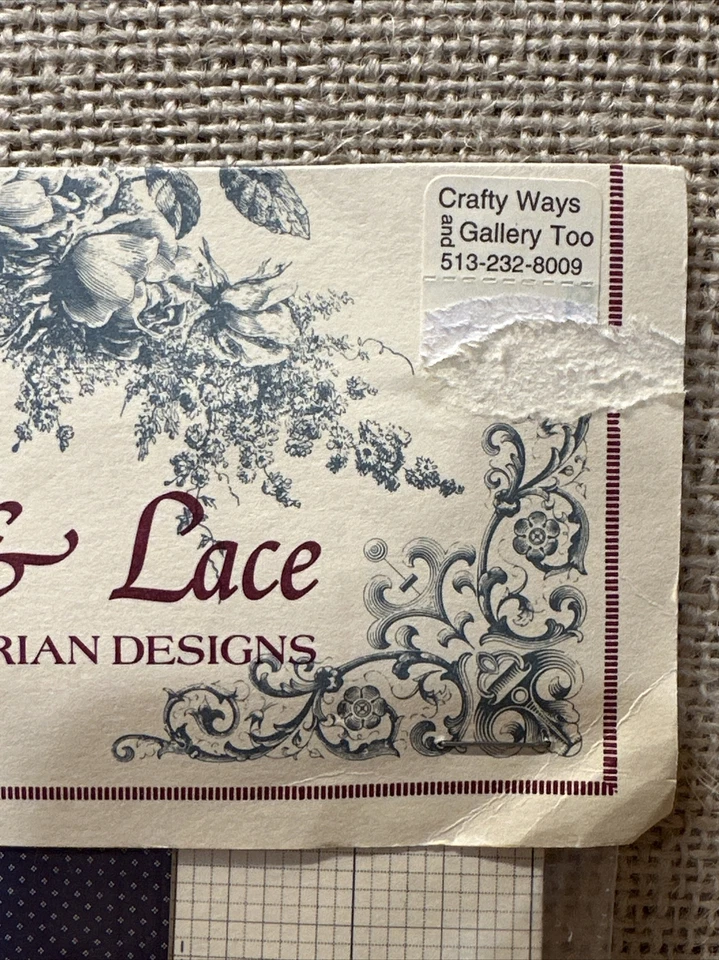 Crafty Ways
and Gallery Too
513-232-8009
& Lace
RIAN DESIGNS